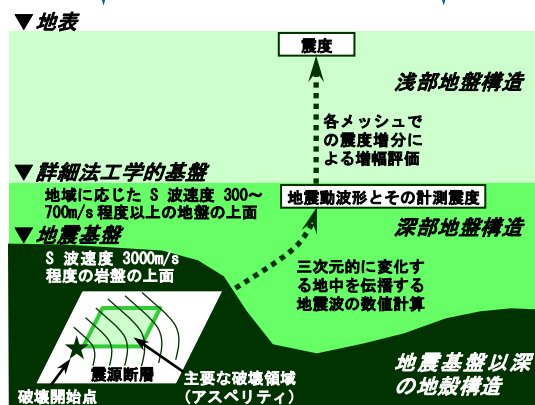 ▼地表
震度
浅部地盤構造
各メッシュで
の震度増分に
よる増幅評価
▼詳細法工学的基盤
地域に応じた S 波速度 300～
700m/s 程度以上の地盤の上面
地震動波形とその計測震度
深部地盤構造
▼地震基盤
S 波速度 3000m/s
程度の岩盤の上面
三次元的に変化す
る地中を伝播する
地震波の数値計算
震源断層
破壊開始点
主要な破壊領域
(アスペリティ)
地震基盤以深
の地殻構造